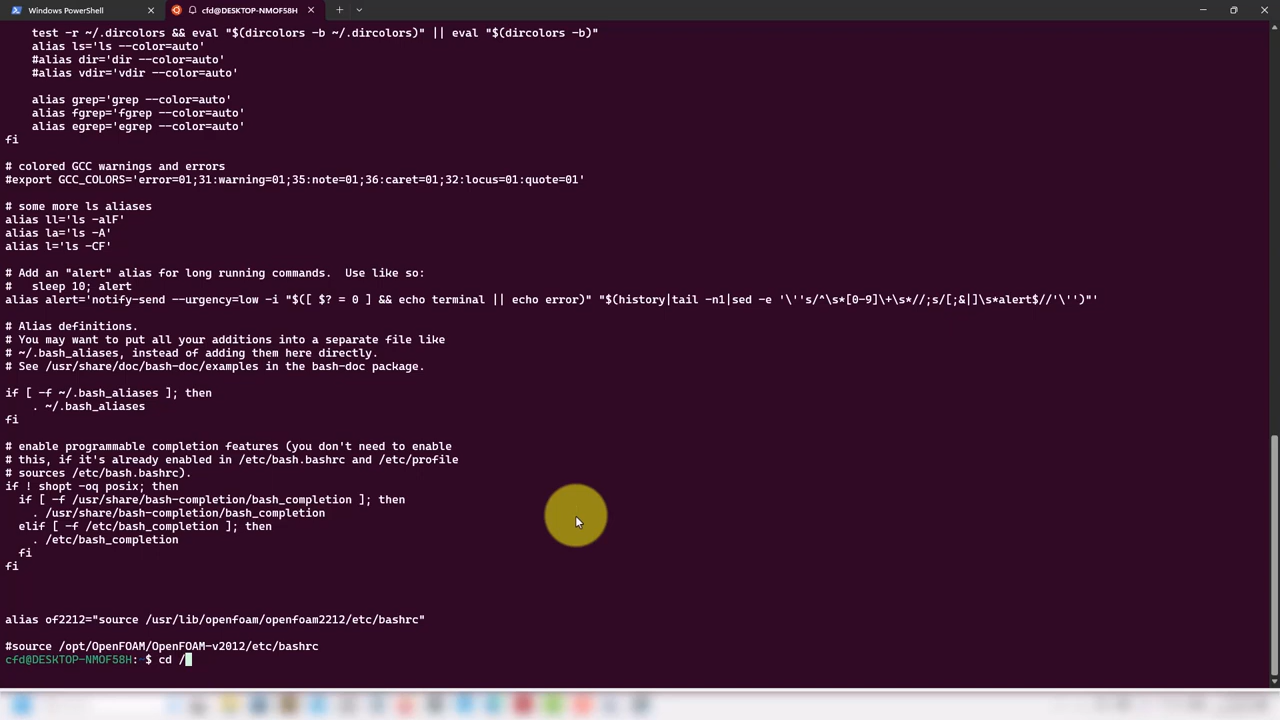 Windows PowerShell
cfd@DESKTOP-NMOF58H: ~
    test -r ~/.dircolors && eval "$(dircolors -b ~/.dircolors)" || eval "$(dircolors -b)"
    alias ls='ls --color=auto'
    #alias dir='dir --color=auto'
    #alias vdir='vdir --color=auto'

    alias grep='grep --color=auto'
    alias fgrep='fgrep --color=auto'
    alias egrep='egrep --color=auto'
fi

# colored GCC warnings and errors
#export GCC_COLORS='error=01;31:warning=01;35:note=01;36:caret=01;32:locus=01:quote=01'

# some more ls aliases
alias ll='ls -alF'
alias la='ls -A'
alias l='ls -CF'

# Add an "alert" alias for long running commands.  Use like so:
#   sleep 10; alert
alias alert='notify-send --urgency=low -i "$([ $? = 0 ] && echo terminal || echo error)" "$(history|tail -n1|sed -e '\''s/^\s*[0-9]\+\s*//;s/[;&|]\s*alert$//'\'')"'

# Alias definitions.
# You may want to put all your additions into a separate file like
# ~/.bash_aliases, instead of adding them here directly.
# See /usr/share/doc/bash-doc/examples in the bash-doc package.

if [ -f ~/.bash_aliases ]; then
    . ~/.bash_aliases
fi

# enable programmable completion features (you don't need to enable
# this, if it's already enabled in /etc/bash.bashrc and /etc/profile
# sources /etc/bash.bashrc).
if ! shopt -oq posix; then
  if [ -f /usr/share/bash-completion/bash_completion ]; then
    . /usr/share/bash-completion/bash_completion
  elif [ -f /etc/bash_completion ]; then
    . /etc/bash_completion
  fi
fi

alias of2212="source /usr/lib/openfoam/openfoam2212/etc/bashrc"

#source /opt/OpenFOAM/OpenFOAM-v2012/etc/bashrc
cfd@DESKTOP-NMOF58H:~$ cd /